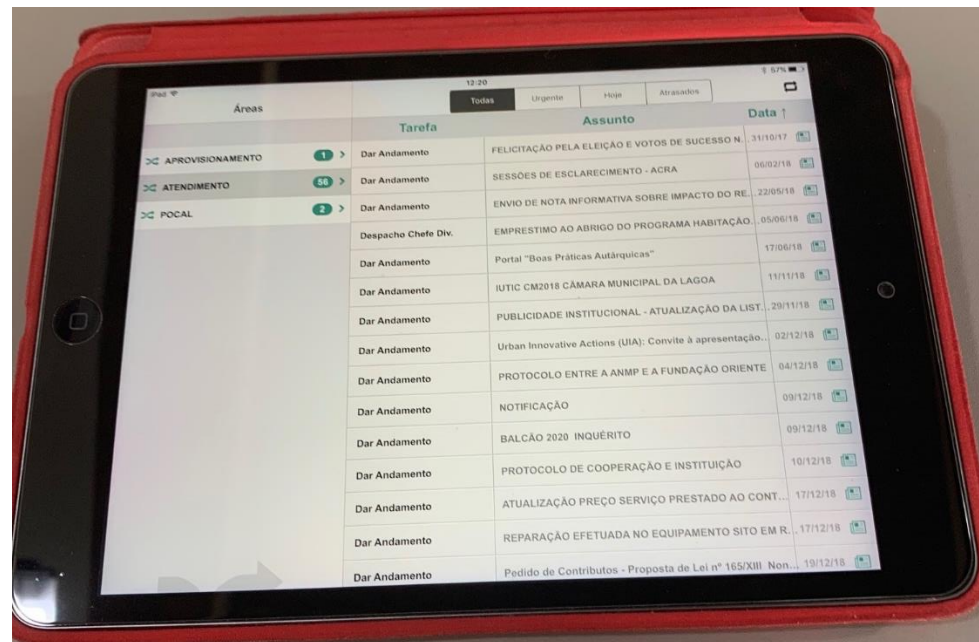 iPad 12:20 57%
Áreas Todas Urgente Hoje Atrasados
Tarefa Assunto Data ↑
APROVISIONAMENTO 1
ATENDIMENTO 56
POCAL 2
Dar Andamento FELICITAÇÃO PELA ELEIÇÃO E VOTOS DE SUCESSO N... 31/10/17
Dar Andamento SESSÕES DE ESCLARECIMENTO - ACRA 06/02/18
Dar Andamento ENVIO DE NOTA INFORMATIVA SOBRE IMPACTO DO RE... 22/05/18
Despacho Chefe Div. EMPRESTIMO AO ABRIGO DO PROGRAMA HABITAÇÃO... 05/06/18
Dar Andamento Portal "Boas Práticas Autárquicas" 17/06/18
Dar Andamento IUTIC CM2018 CÂMARA MUNICIPAL DA LAGOA 11/11/18
Dar Andamento PUBLICIDADE INSTITUCIONAL - ATUALIZAÇÃO DA LIST... 29/11/18
Dar Andamento Urban Innovative Actions (UIA): Convite à apresentação... 02/12/18
Dar Andamento PROTOCOLO ENTRE A ANMP E A FUNDAÇÃO ORIENTE 04/12/18
Dar Andamento NOTIFICAÇÃO 09/12/18
Dar Andamento BALCÃO 2020 INQUÉRITO 09/12/18
Dar Andamento PROTOCOLO DE COOPERAÇÃO E INSTITUIÇÃO 10/12/18
Dar Andamento ATUALIZAÇÃO PREÇO SERVIÇO PRESTADO AO CONT... 17/12/18
Dar Andamento REPARAÇÃO EFETUADA NO EQUIPAMENTO SITO EM R... 17/12/18
Dar Andamento Pedido de Contributos - Proposta de Lei nº 165/XIII Non... 19/12/18